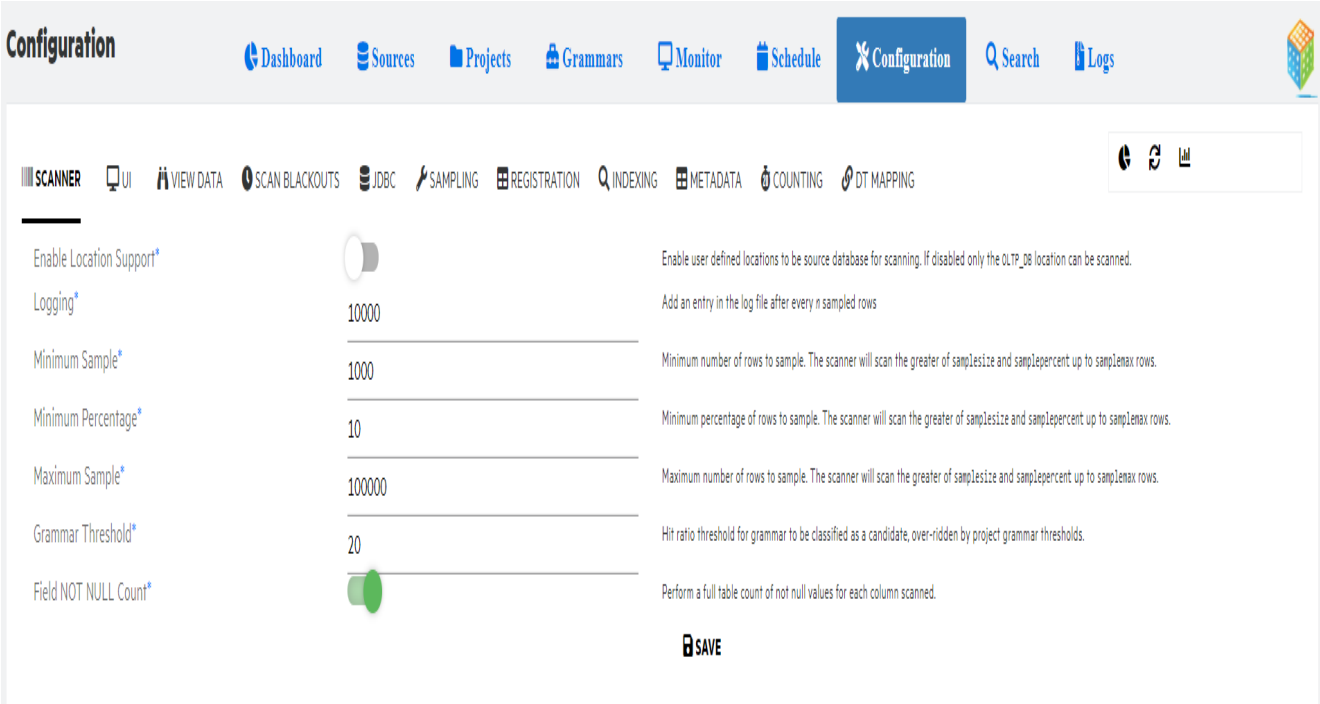 Configuration
Dashboard Sources Projects Grammars Monitor Schedule Configuration Search Logs
SCANNER UI VIEW DATA SCAN BLACKOUTS JDBC SAMPLING REGISTRATION INDEXING METADATA COUNTING DT MAPPING
Enable Location Support* Enable user defined locations to be source database for scanning. If disabled only the OLTP_DB location can be scanned.
Logging* 10000 Add an entry in the log file after every n sampled rows
Minimum Sample* 1000 Minimum number of rows to sample. The scanner will scan the greater of samplesize and samplepercent up to samplemax rows.
Minimum Percentage* 10 Minimum percentage of rows to sample. The scanner will scan the greater of samplesize and samplepercent up to samplemax rows.
Maximum Sample* 100000 Maximum number of rows to sample. The scanner will scan the greater of samplesize and samplepercent up to samplemax rows.
Grammar Threshold* 20 Hit ratio threshold for grammar to be classified as a candidate, over-ridden by project grammar thresholds.
Field NOT NULL Count* Perform a full table count of not null values for each column scanned.
SAVE